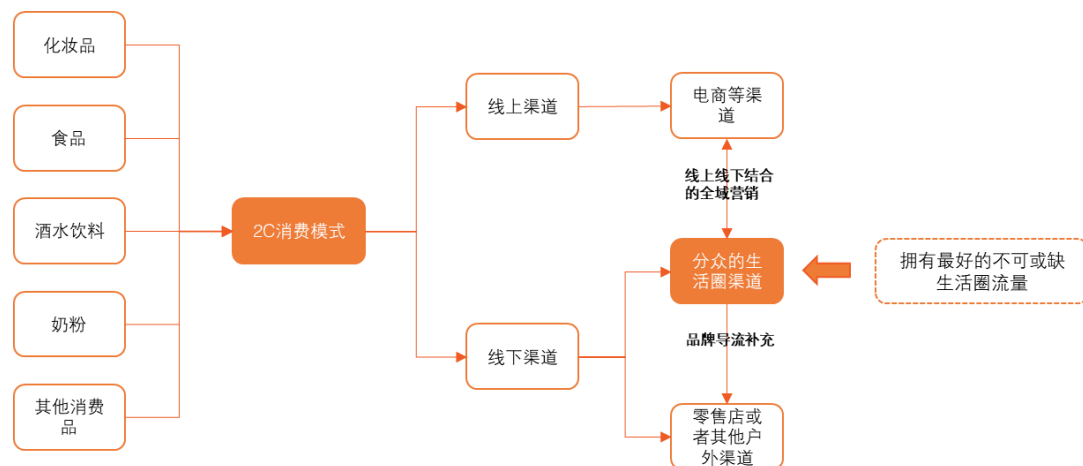 化妆品
食品
酒水饮料
奶粉
其他消费
品
2C消费模式
线上渠道
线下渠道
电商等渠
道
线上线下结合
的全域营销
分众的生
活圈渠道
品牌导流补充
零售店或
者其他户
外渠道
拥有最好的不可或缺
生活圈流量